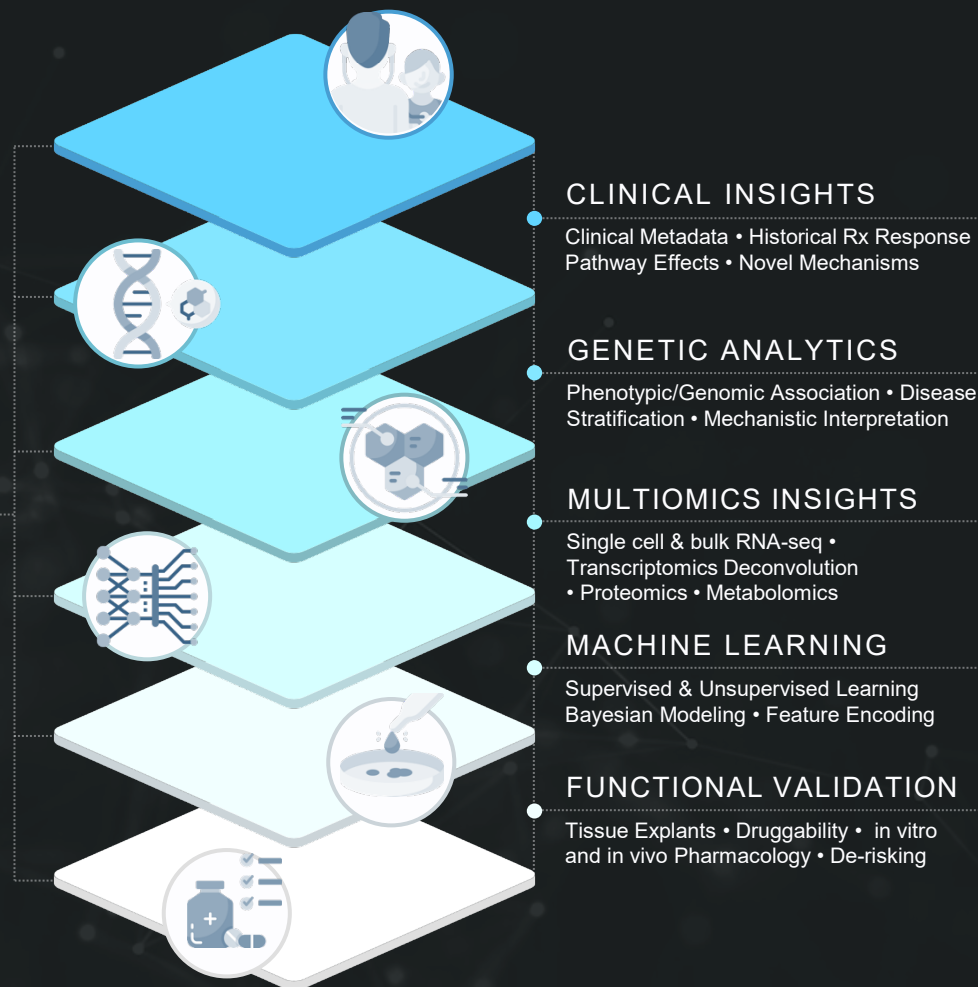 CLINICAL INSIGHTS
Clinical Metadata • Historical Rx Response
Pathway Effects • Novel Mechanisms
GENETIC ANALYTICS
Phenotypic/Genomic Association • Disease
Stratification • Mechanistic Interpretation
MULTIOMICS INSIGHTS
Single cell & bulk RNA-seq •
Transcriptomics Deconvolution
• Proteomics • Metabolomics
MACHINE LEARNING
Supervised & Unsupervised Learning
Bayesian Modeling • Feature Encoding
FUNCTIONAL VALIDATION
Tissue Explants • Druggability •  in vitro
and in vivo Pharmacology • De-risking